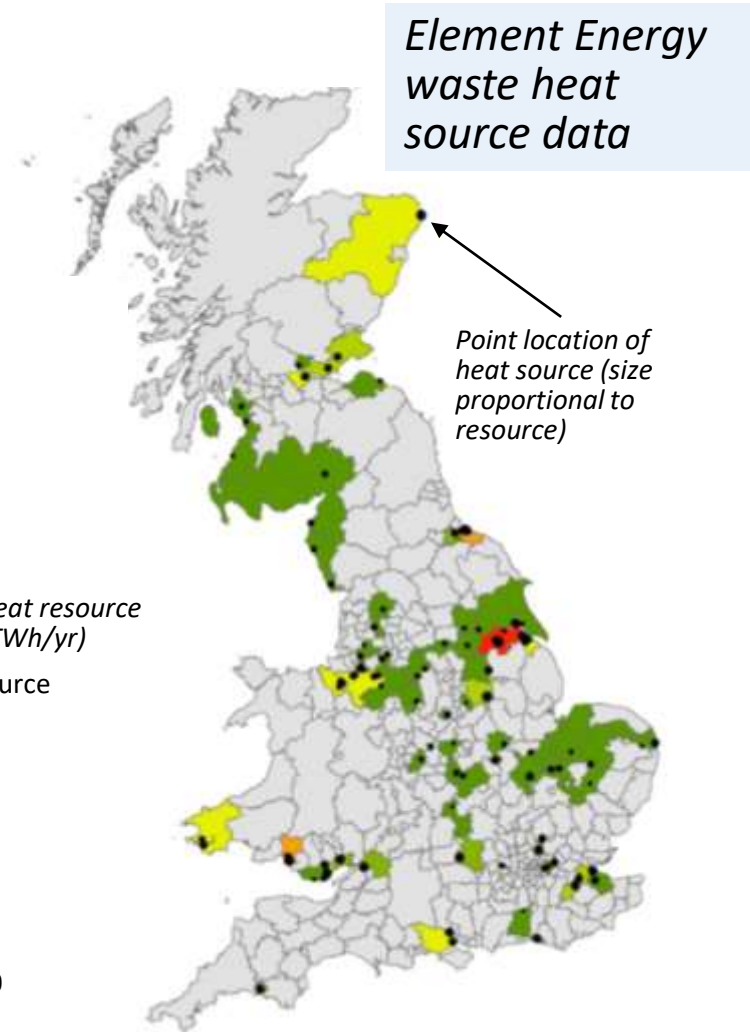 Element Energy
waste heat
source data
Point location of
heat source (size
proportional to
resource)
eat resource
TWh/yr)
urce
)